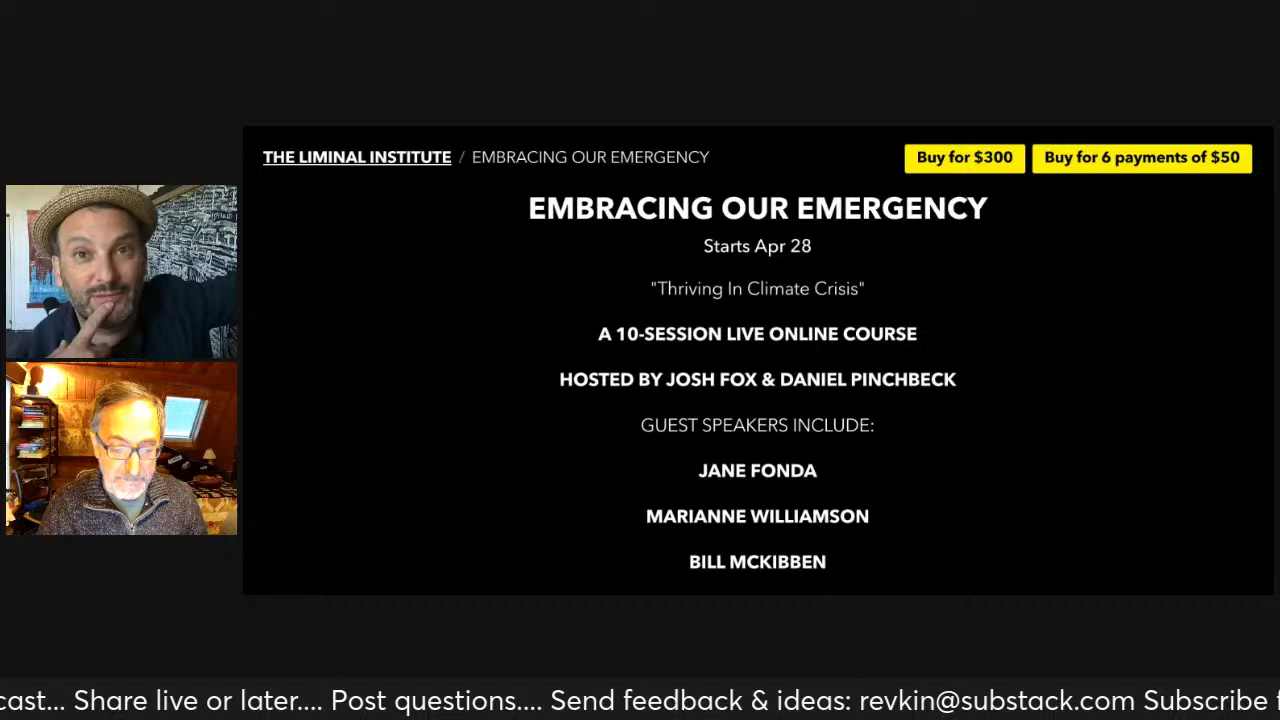 THE LIMINAL INSTITUTE / EMBRACING OUR EMERGENCY
Buy for $300
Buy for 6 payments of $50
EMBRACING OUR EMERGENCY
Starts Apr 28
"Thriving In Climate Crisis"
A 10-SESSION LIVE ONLINE COURSE
HOSTED BY JOSH FOX & DANIEL PINCHBECK
GUEST SPEAKERS INCLUDE:
JANE FONDA
MARIANNE WILLIAMSON
BILL MCKIBBEN
cast... Share live or later.... Post questions.... Send feedback & ideas: revkin@substack.com Subscribe